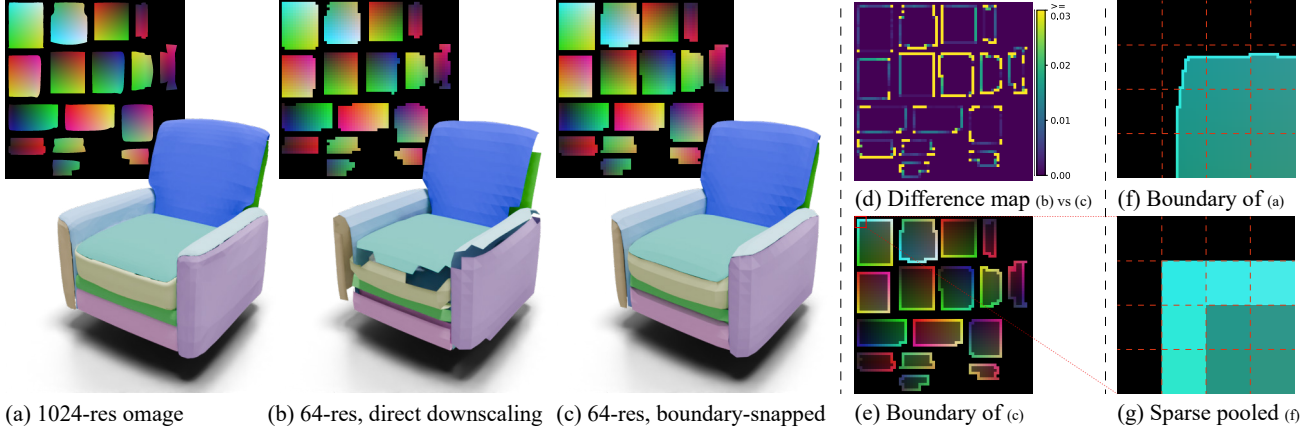 >=
0.03
0.02
0.01
0.00
(d) Difference map (b) vs (c)
(f) Boundary of (a)
(a) 1024-res omage
(b) 64-res, direct downscaling
(c) 64-res, boundary-snapped
(e) Boundary of (c)
(g) Sparse pooled (f)